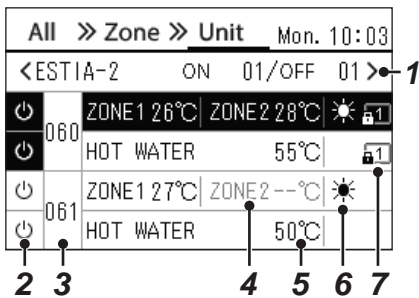 All » Zone » Unit Mon. 10:03
<ESTIA-2 ON 01/OFF 01> 1
060 ZONE1 26℃ ZONE2 28℃ 1
HOT WATER 55℃ 1
061 ZONE1 27℃ ZONE2 --℃
HOT WATER 50℃
2 3 4 5 6 7